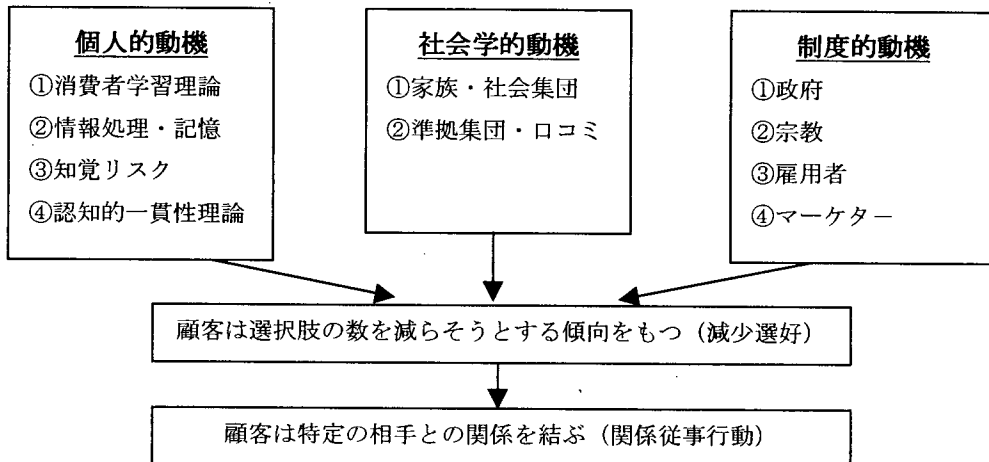 個人的動機
①消費者学習理論
②情報処理・記憶
③知覚リスク
④認知的一貫性理論
社会学的動機
①家族・社会集団
②準拠集団・口コミ
制度的動機
①政府
②宗教
③雇用者
④マーケター
顧客は選択肢の数を減らそうとする傾向をもつ（減少選好）
顧客は特定の相手との関係を結ぶ（関係従事行動）